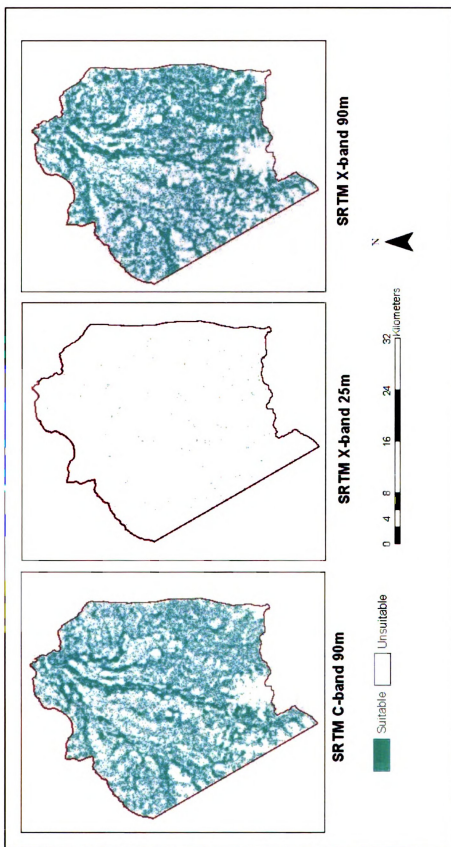 SRTM C-band 90m
SRTM X-band 25m
SRTM X-band 90m
Suitable
Unsuitable
0 4 8 16 24 32
Kilometers
N